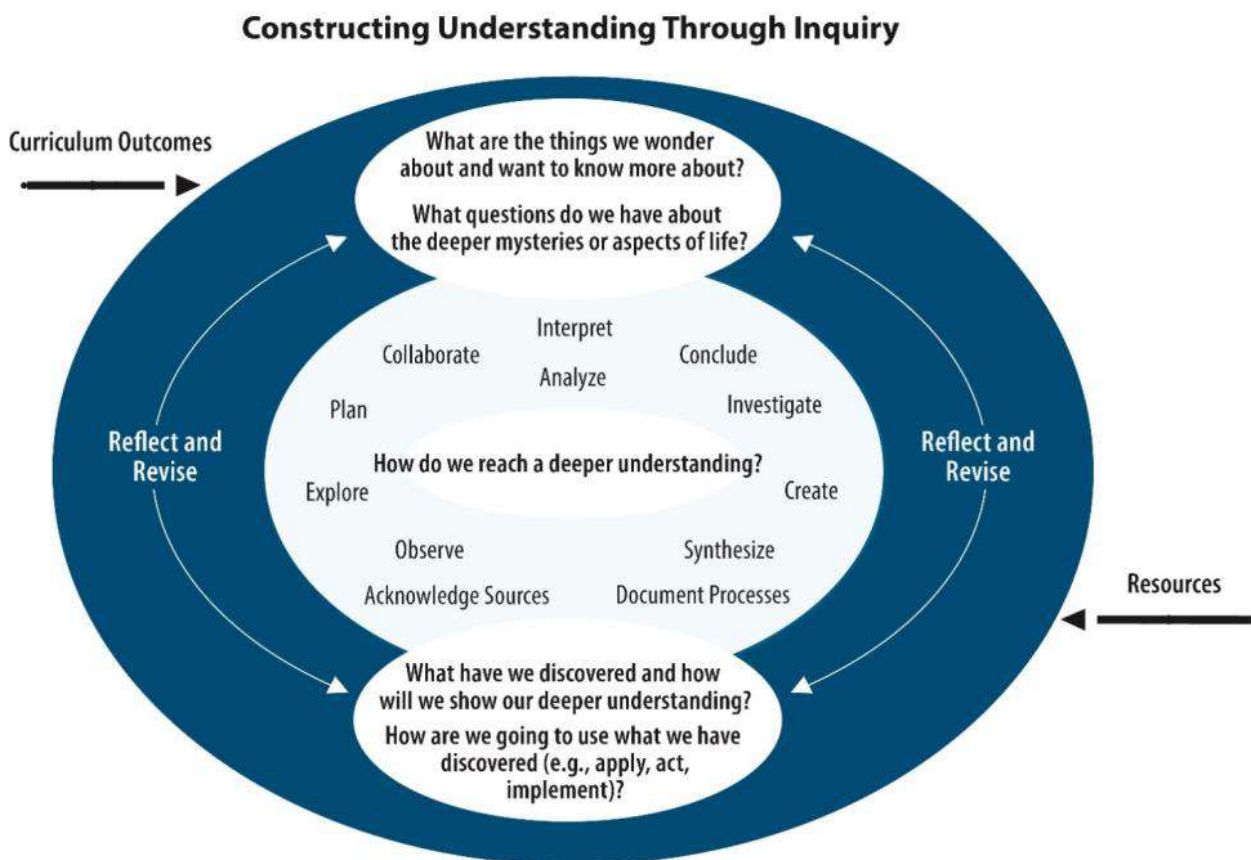 Constructing Understanding Through Inquiry
Curriculum Outcomes
What are the things we wonder
about and want to know more about?
What questions do we have about
the deeper mysteries or aspects of life?
Interpret
Collaborate
Conclude
Analyze
Plan
Investigate
Reflect and
Revise
How do we reach a deeper understanding?
Reflect and
Revise
Explore
Create
Observe
Synthesize
Acknowledge Sources
Document Processes
Resources
What have we discovered and how
will we show our deeper understanding?
How are we going to use what we have
discovered (e.g., apply, act,
implement)?